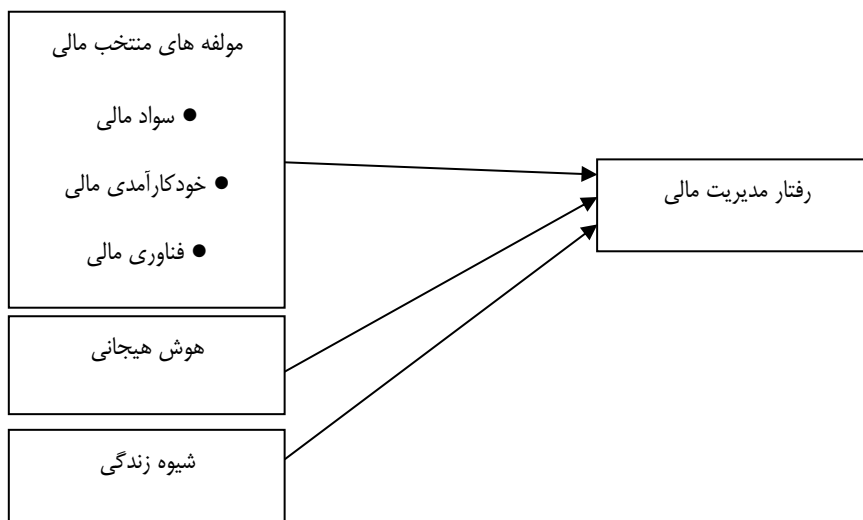 مولفه های منتخب مالی
● سواد مالی
● خودکارآمدی مالی
● فناوری مالی
رفتار مدیریت مالی
هوش هیجانی
شیوه زندگی